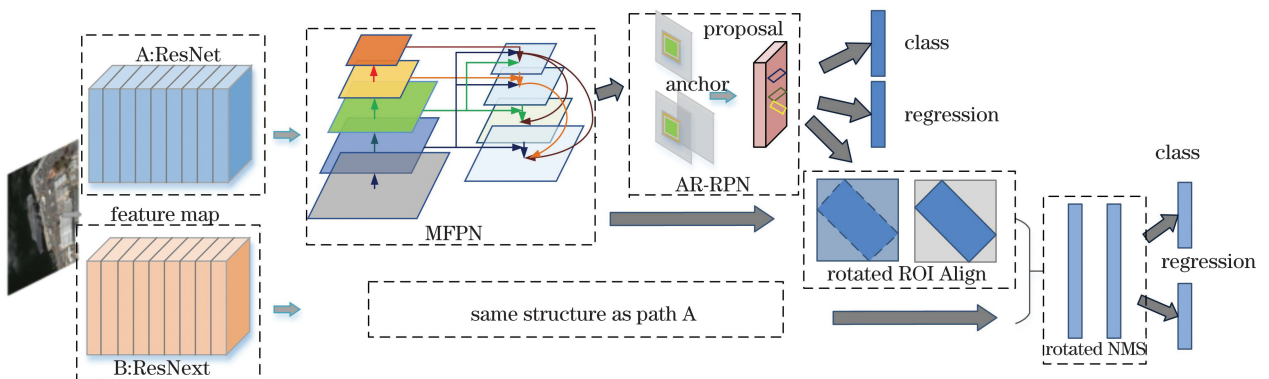 A:ResNet
feature map
B:ResNext
MFPN
same structure as path A
proposal
anchor
AR-RPN
class
regression
rotated ROI Align
rotated NMS
class
regression